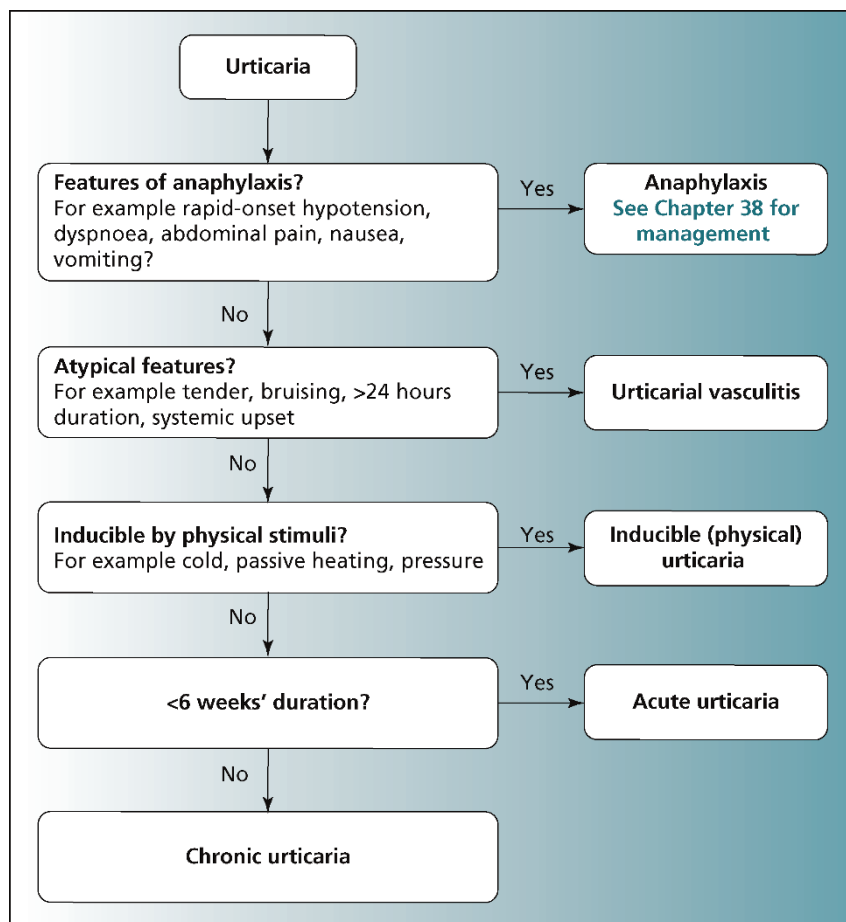 Urticaria
Features of anaphylaxis?
For example rapid-onset hypotension,
dyspnoea, abdominal pain, nausea,
vomiting?
Yes
Anaphylaxis
See Chapter 38 for
management
No
Atypical features?
For example tender, bruising, >24 hours
duration, systemic upset
Yes
Urticarial vasculitis
No
Inducible by physical stimuli?
For example cold, passive heating, pressure
Yes
Inducible (physical)
urticaria
No
<6 weeks’ duration?
Yes
Acute urticaria
No
Chronic urticaria